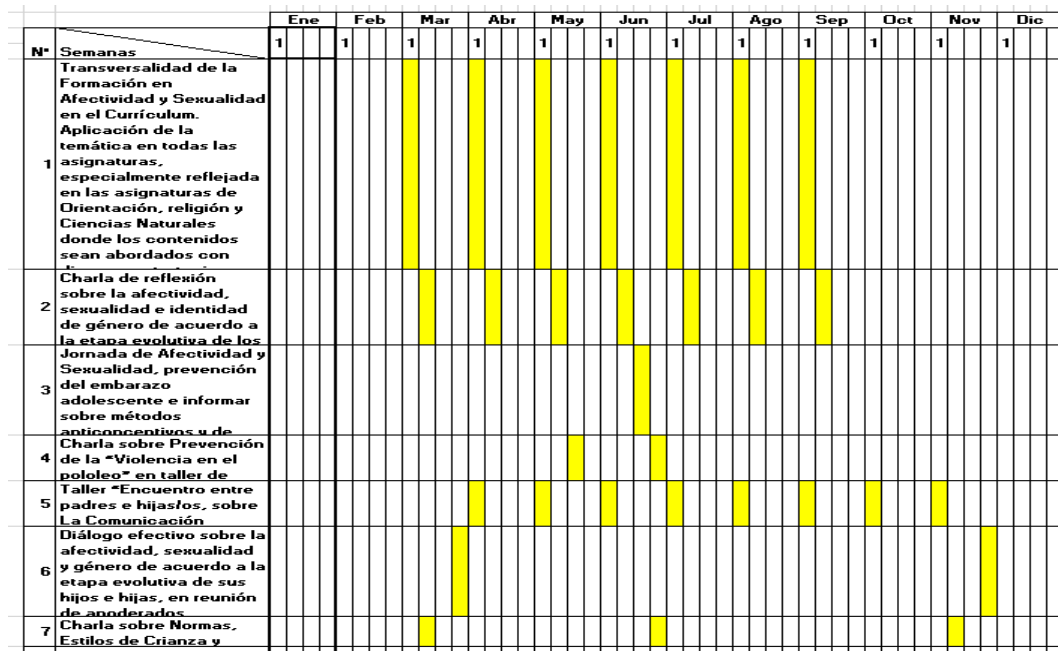 Ene Feb Mar Abr May Jun Jul Ago Sep Oct Nov Dic
1 1 1 1 1 1 1 1 1 1 1 1
N° Semanas
Transversalidad de la
Formación en
Afectividad y Sexualidad
en el Currículum.
Aplicación de la
temática en todas las
1 asignaturas,
especialmente reflejada
en las asignaturas de
Orientación, religión y
Ciencias Naturales
donde los contenidos
sean abordados con
Charla de reflexión
sobre la afectividad,
2 sexualidad e identidad
de género de acuerdo a
la etapa evolutiva de los
Jornada de Afectividad y
Sexualidad, prevención
3 del embarazo
adolescente e informar
sobre métodos
anticonceptivos y de
Charla sobre Prevención
4 de la "Violencia en el
pololeo" en taller de
Taller "Encuentro entre
5 padres e hijas/os, sobre
La Comunicación
Diálogo efectivo sobre la
afectividad, sexualidad
6 y género de acuerdo a la
etapa evolutiva de sus
hijos e hijas, en reunión
de apoderados
7 Charla sobre Normas,
Estilos de Crianza y